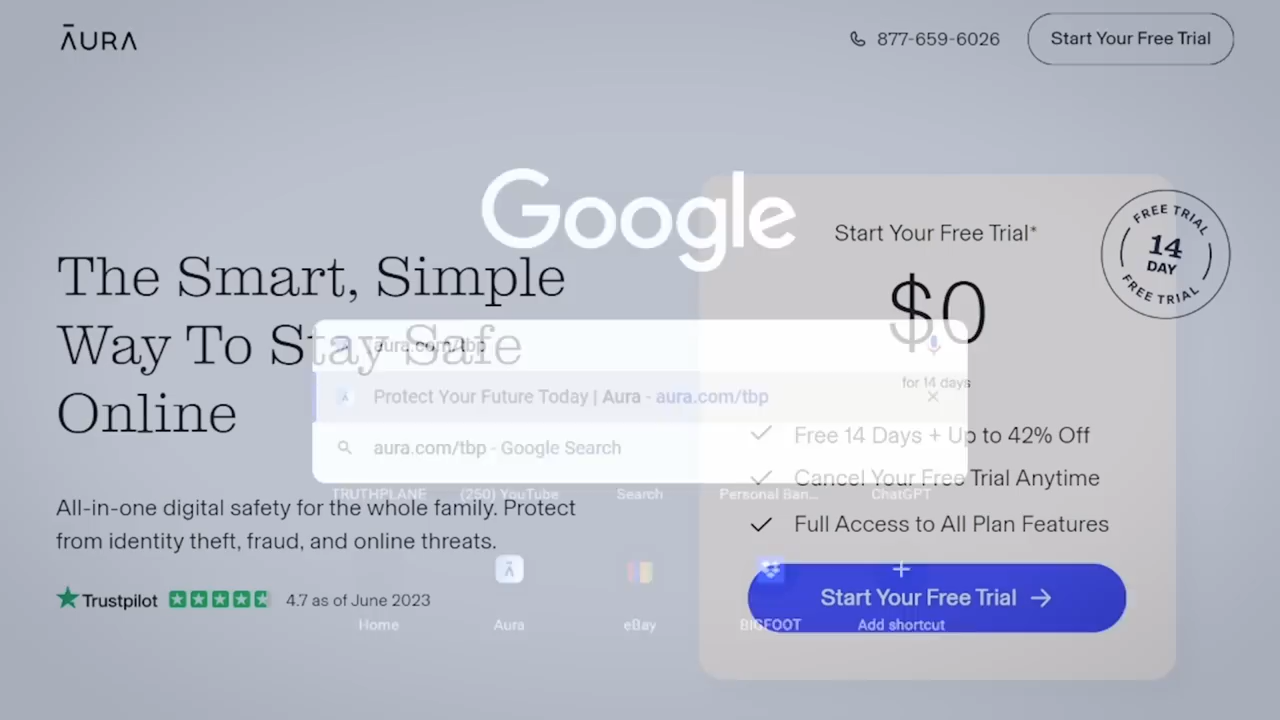 ĀURA
877-659-6026
Start Your Free Trial
Google
The Smart, Simple
Way To Stay Safe
Online
All-in-one digital safety for the whole family. Protect
from identity theft, fraud, and online threats.
Trustpilot
4.7 as of June 2023
aura.com/tbp
Protect Your Future Today | Aura - aura.com/tbp
aura.com/tbp - Google Search
TRUTHPLANE
(250) YouTube
Search
Personal Ban...
ChatGPT
Home
Aura
eBay
BIGFOOT
Add shortcut
Start Your Free Trial*
$0
for 14 days
FREE TRIAL
14
DAY
FREE TRIAL
Free 14 Days + Up to 42% Off
Cancel Your Free Trial Anytime
Full Access to All Plan Features
Start Your Free Trial